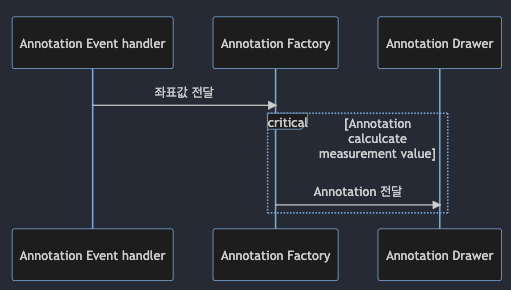 Annotation Event handler
Annotation Factory
Annotation Drawer
좌표값 전달
critical
[Annotation
calculcate
measurement value]
Annotation 전달
Annotation Event handler
Annotation Factory
Annotation Drawer